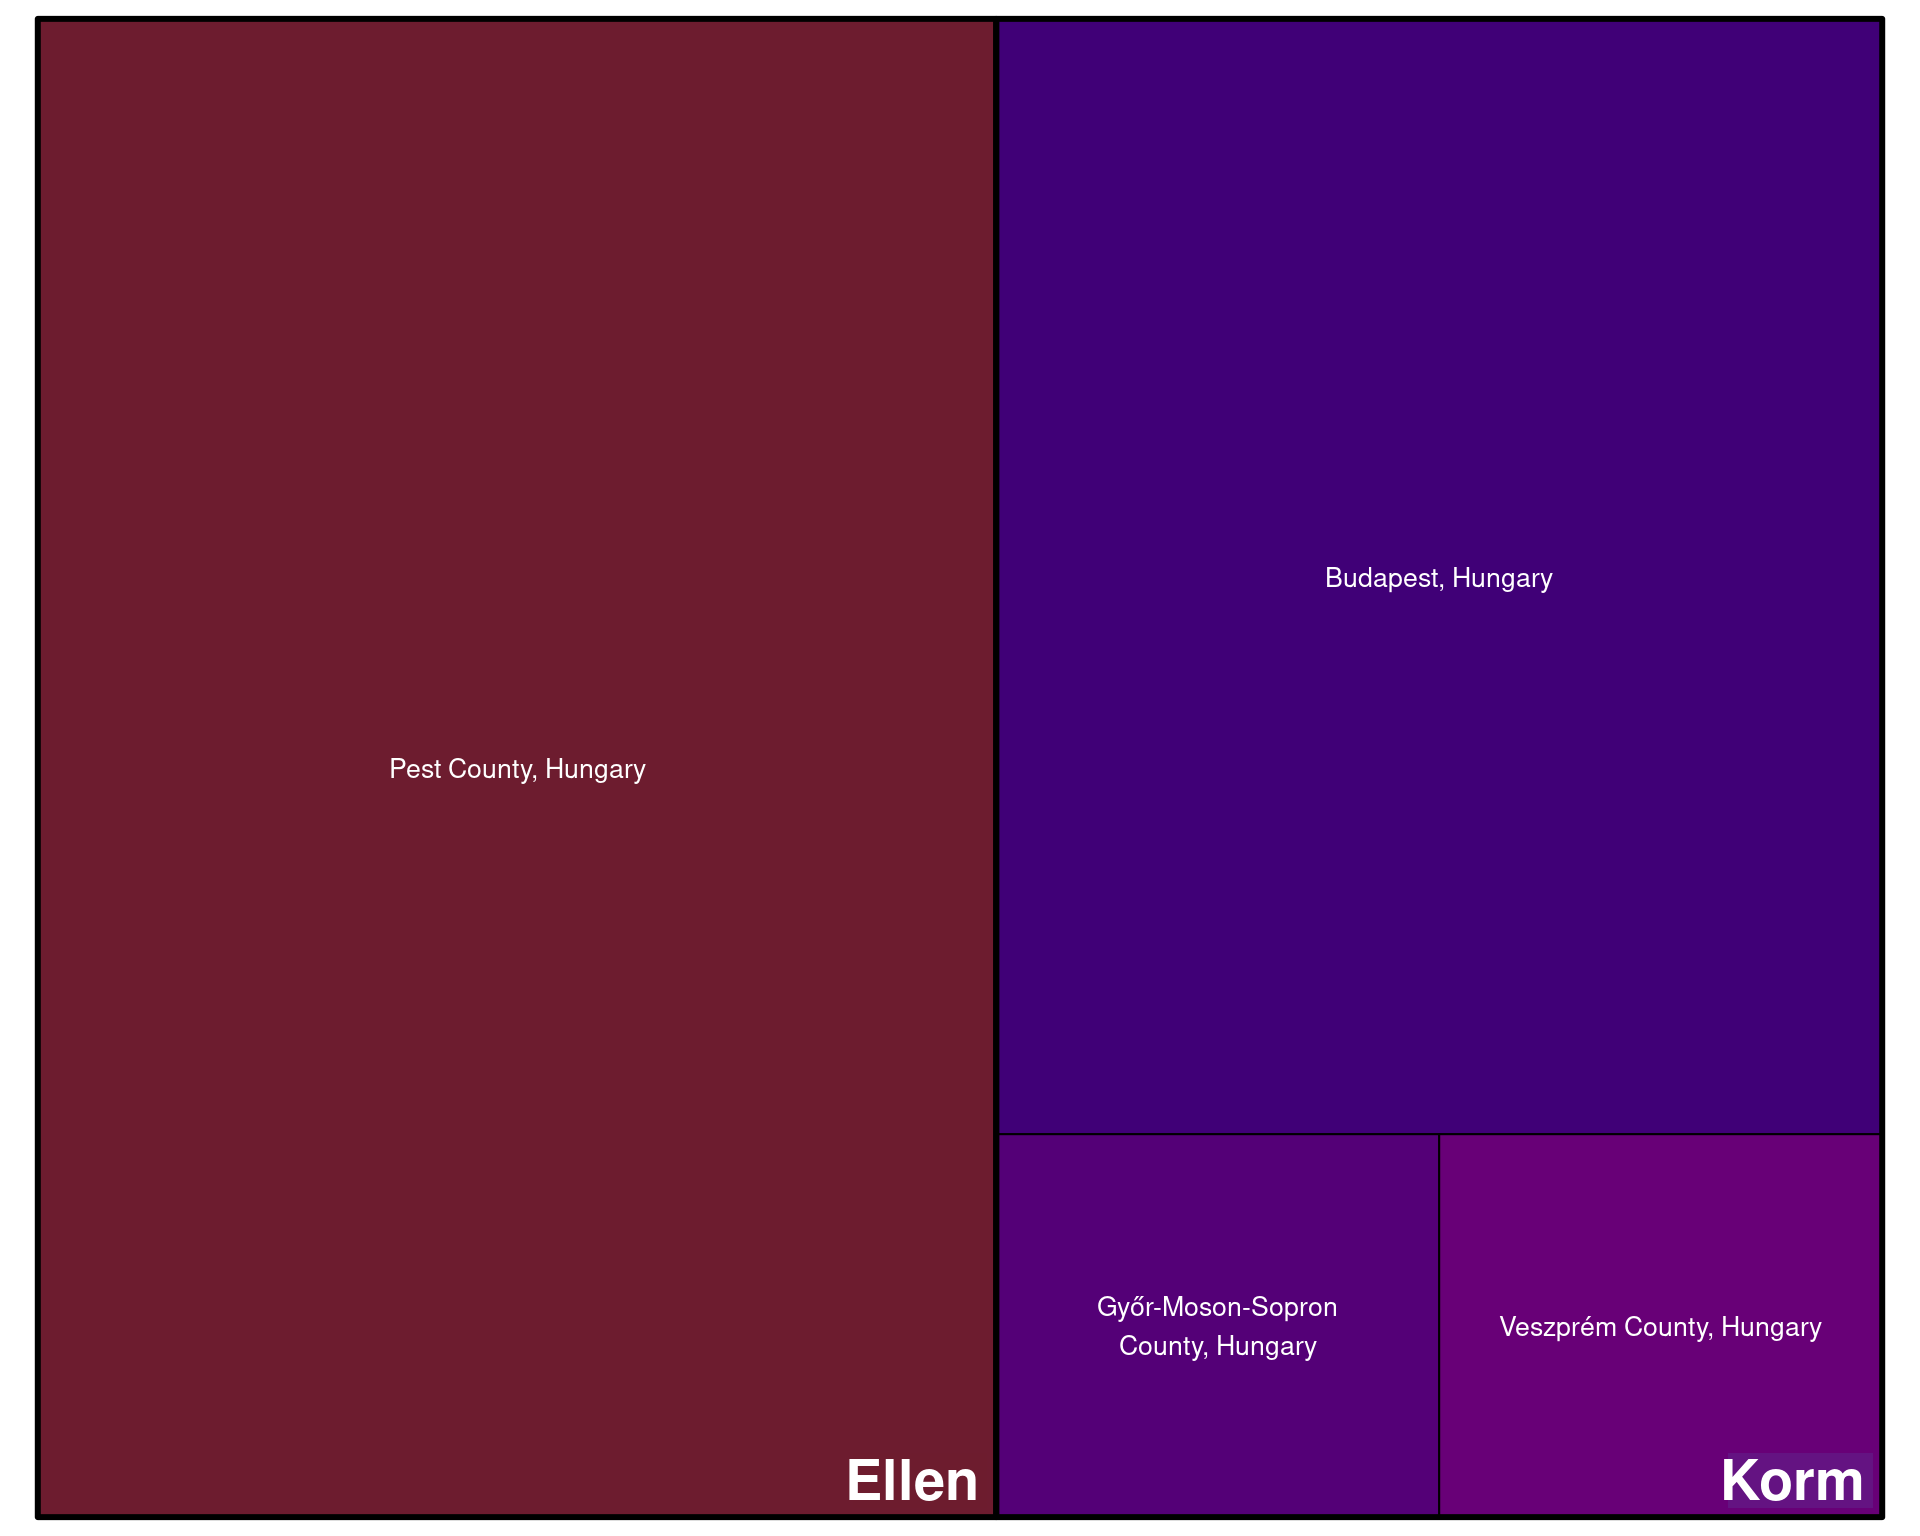 Pest County, Hungary
Ellen
Budapest, Hungary
Győr-Moson-Sopron
County, Hungary
Veszprém County, Hungary
Korm